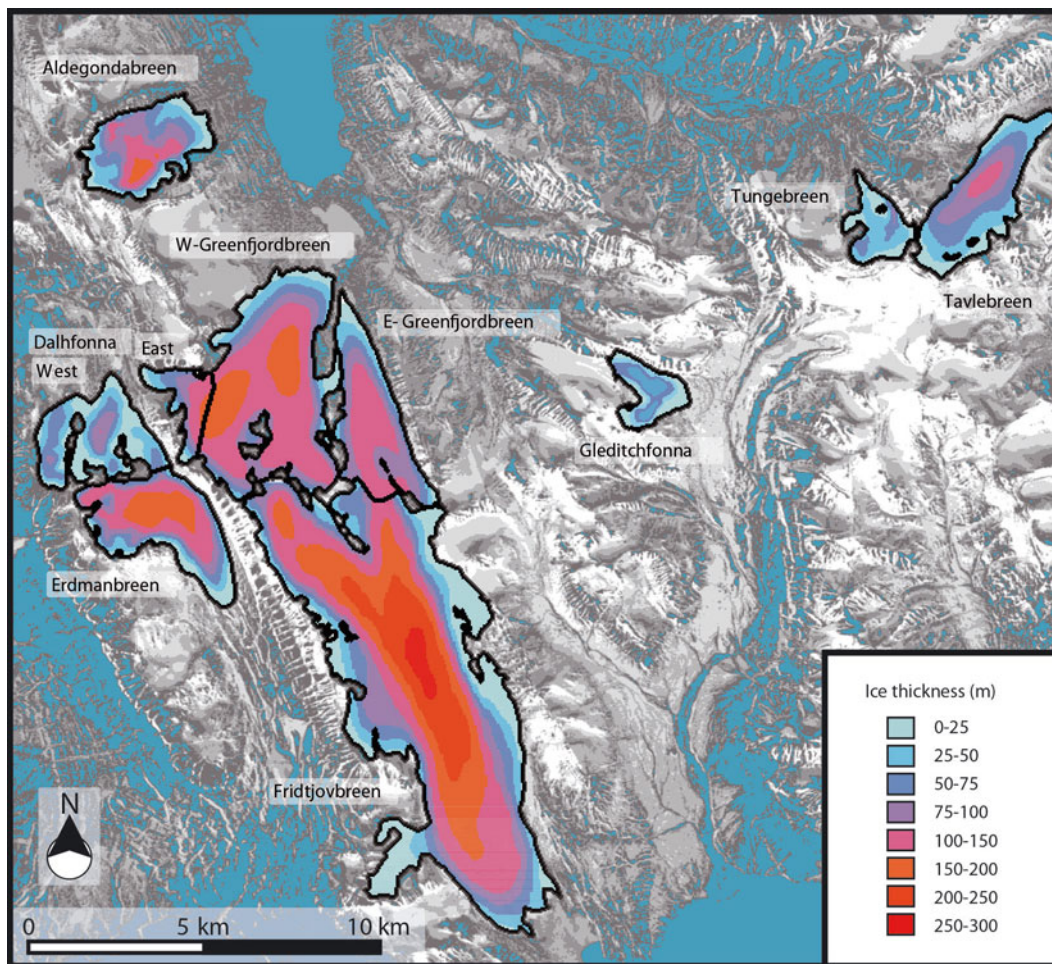 Aldegondabreen
Tungebreen
W-Greenfjordbreen
Tavlebreen
E- Greenfjordbreen
Dalhfonna
East
West
Gleditchfonna
Erdmanbreen
Fridtjovbreen
N
0 5 km 10 km
Ice thickness (m)
0-25
25-50
50-75
75-100
100-150
150-200
200-250
250-300